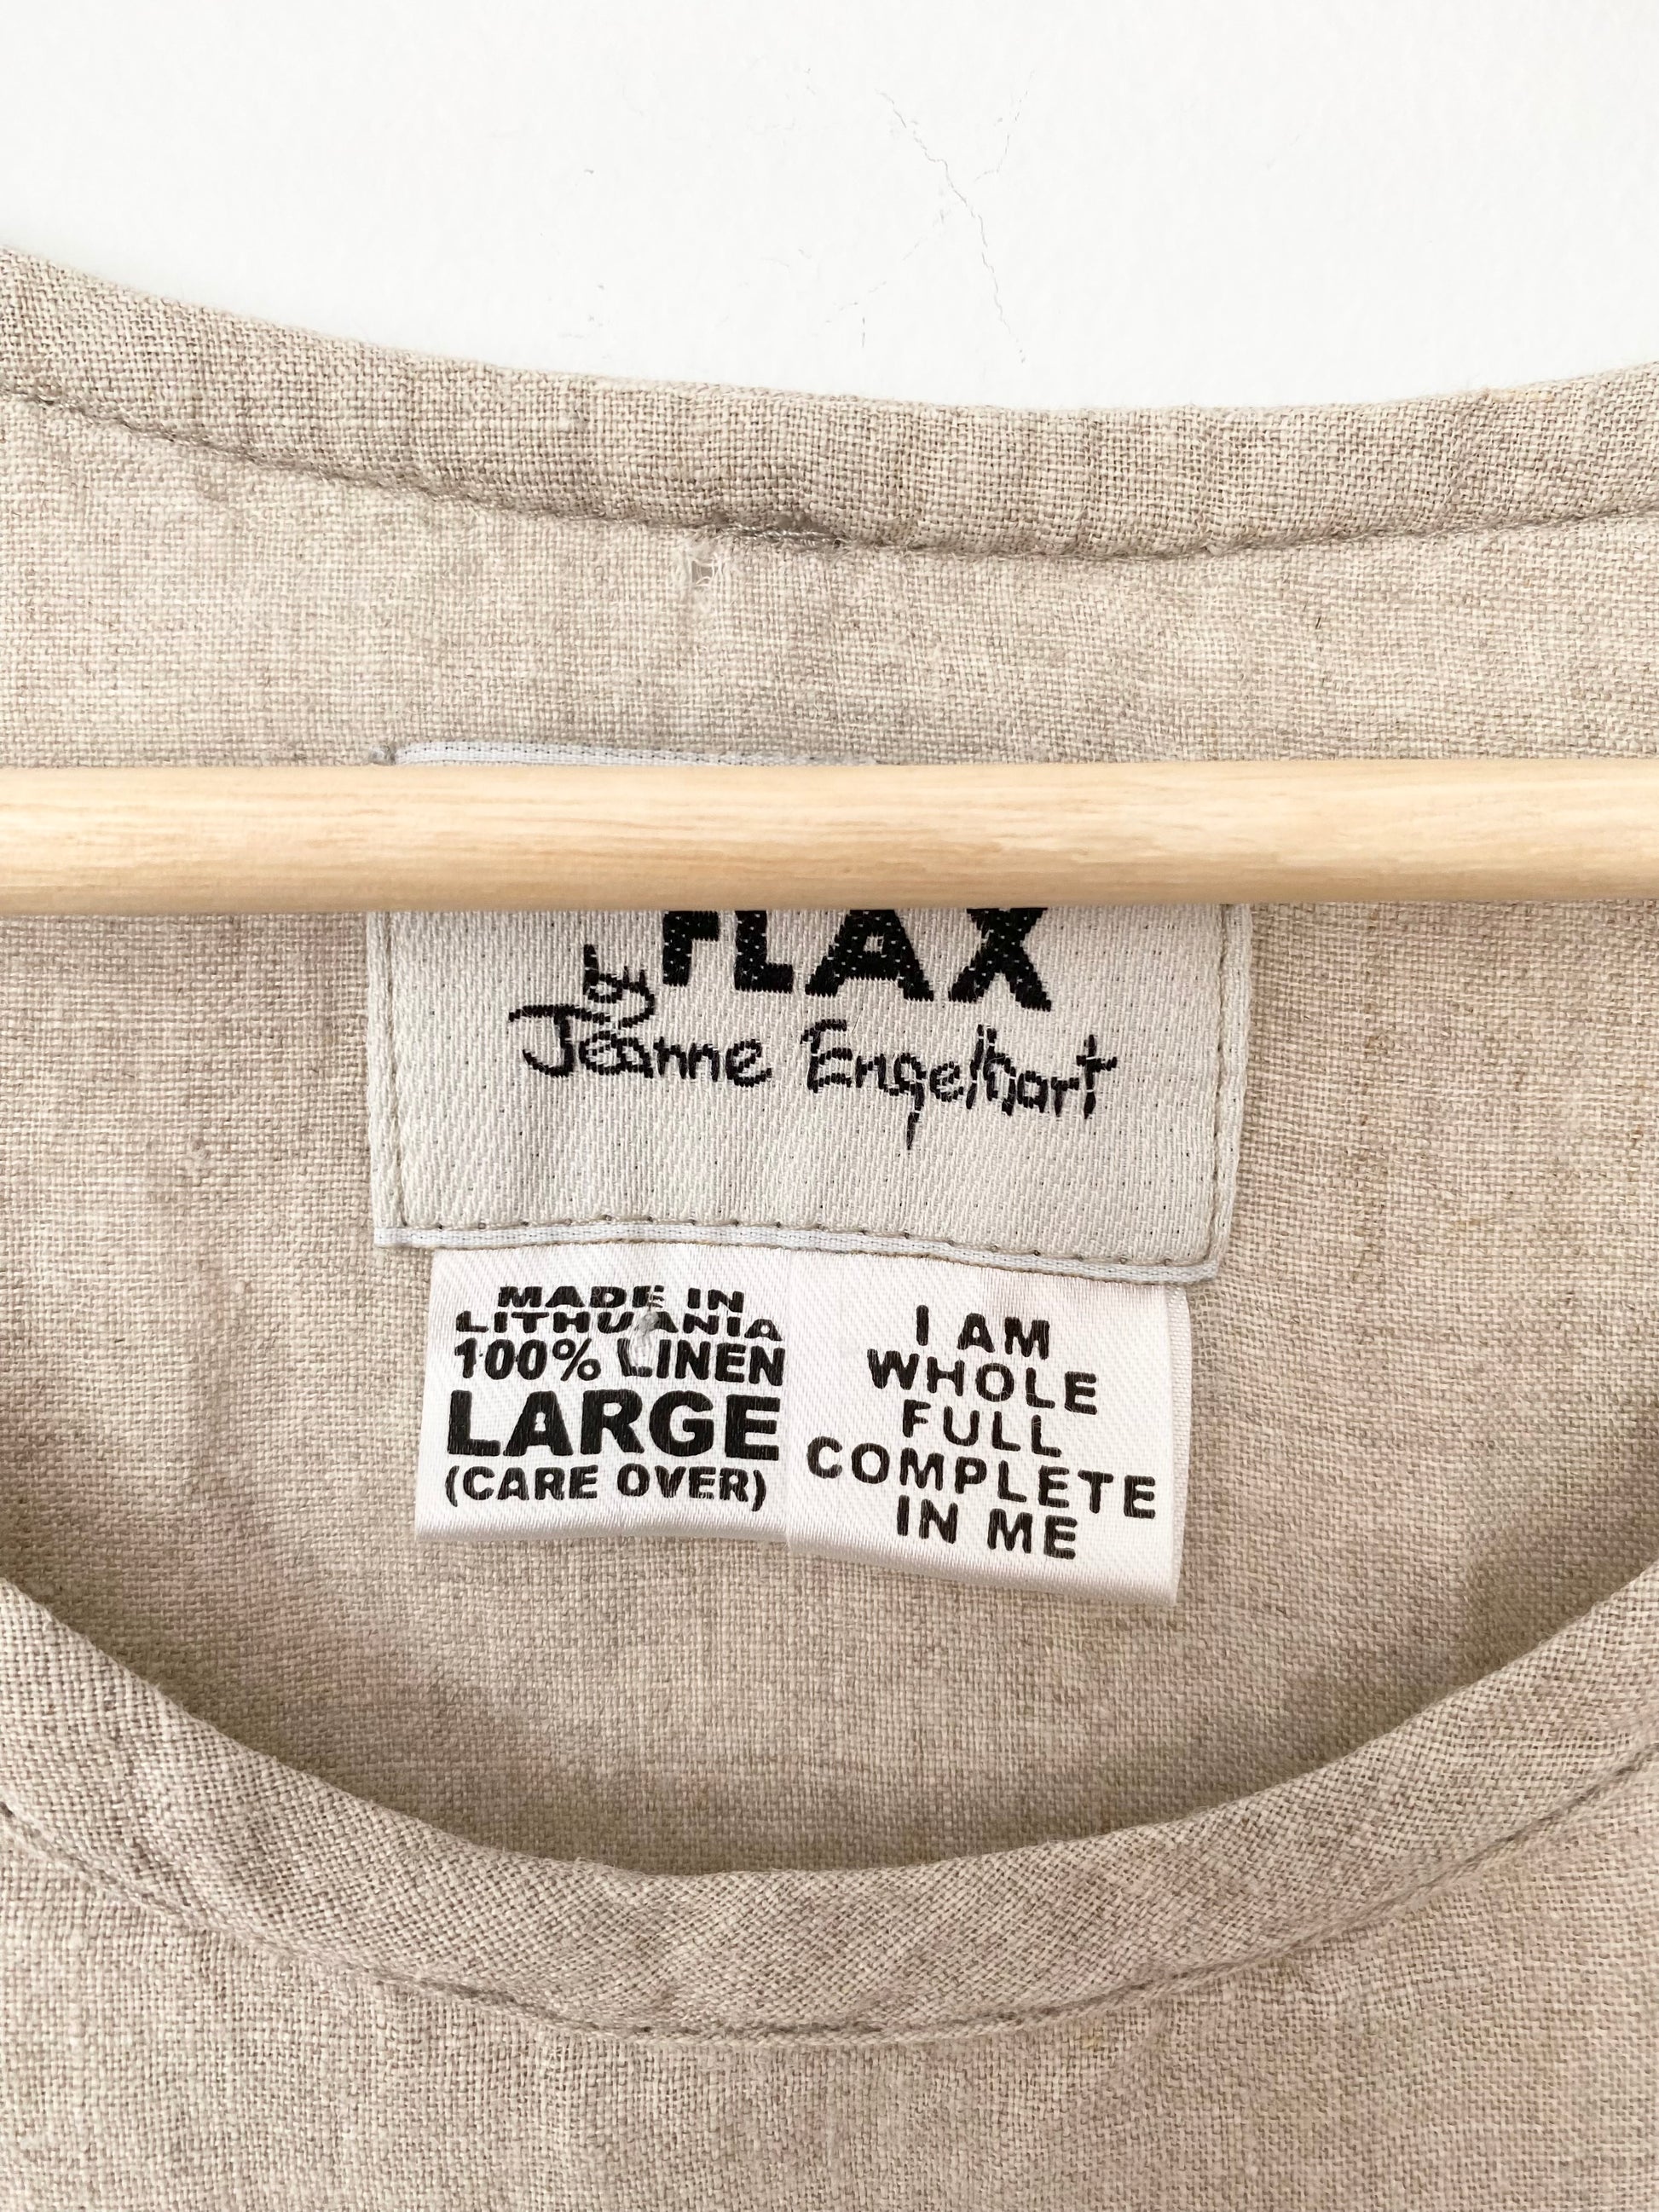 FLAX
by
Jeanne Engelhart
MADE IN
LITHUANIA
100% LINEN
LARGE
(CARE OVER)
I AM
WHOLE
FULL
COMPLETE
IN ME